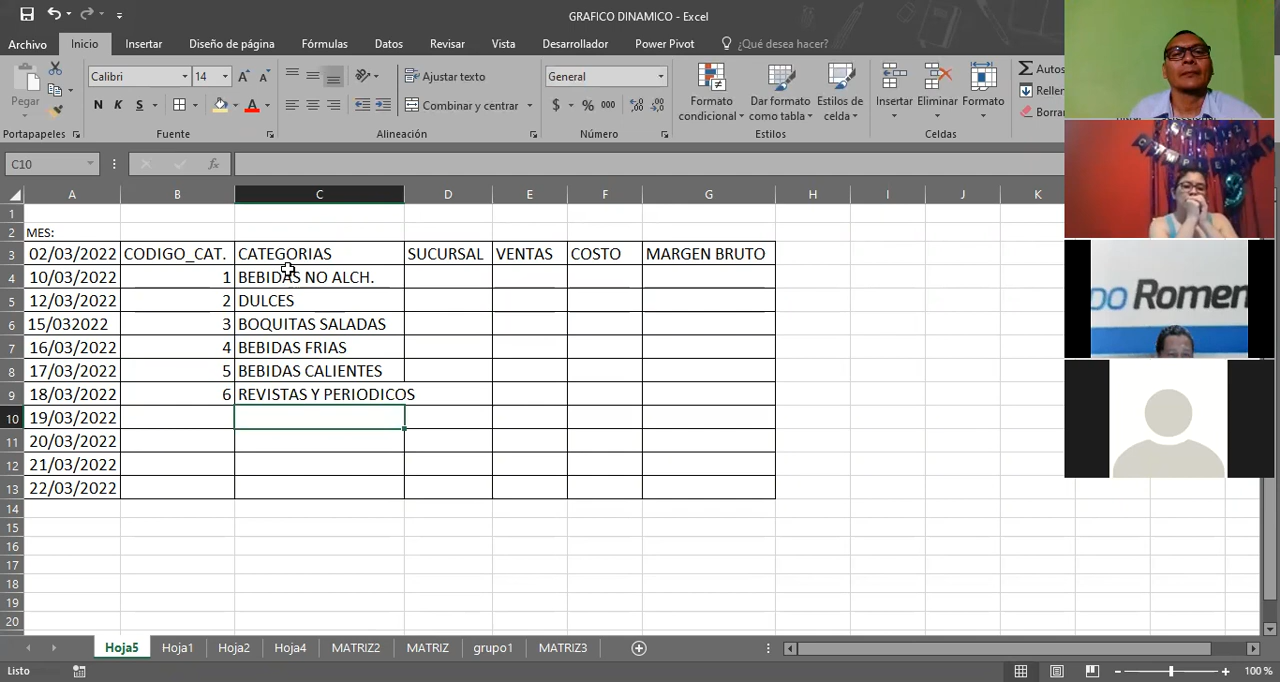 GRAFICO DINAMICO - Excel
Archivo Inicio Insertar Diseño de página Fórmulas Datos Revisar Vista Desarrollador Power Pivot ¿Qué desea hacer?
Calibri 14 Ajustar texto General Autos
Pegar Formato condicional Dar formato como tabla Estilos de celda Insertar Eliminar Formato Rellen
N K S Combinar y centrar $ % 000 Borra
Portapapeles Fuente Alineación Número Estilos Celdas
C10 fx
A B C D E F G H I J K
1
2 MES:
3 02/03/2022 CODIGO_CAT. CATEGORIAS SUCURSAL VENTAS COSTO MARGEN BRUTO
4 10/03/2022 1 BEBIDAS NO ALCH.
5 12/03/2022 2 DULCES
6 15/032022 3 BOQUITAS SALADAS
7 16/03/2022 4 BEBIDAS FRIAS
8 17/03/2022 5 BEBIDAS CALIENTES
9 18/03/2022 6 REVISTAS Y PERIODICOS
10 19/03/2022
11 20/03/2022
12 21/03/2022
13 22/03/2022
14
15
16
17
18
19
20
Hoja5 Hoja1 Hoja2 Hoja4 MATRIZ2 MATRIZ grupo1 MATRIZ3
Listo 100 %
Romen